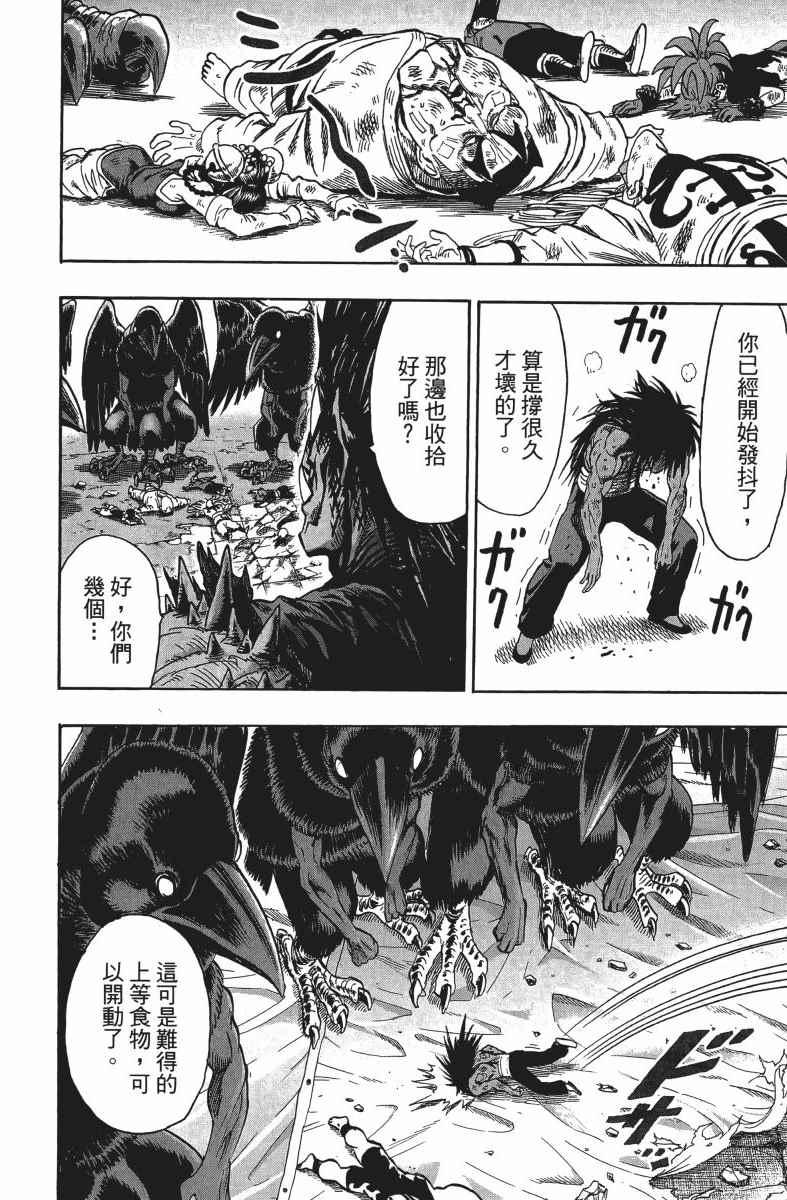 你已經開始發抖了，
算是撐很久
才壞的了。
ガク
ガク
ガク
那邊也收拾
好了嗎？
好，你們
幾個…
ドズ
這可是難得的
上等食物，可
以開動了。